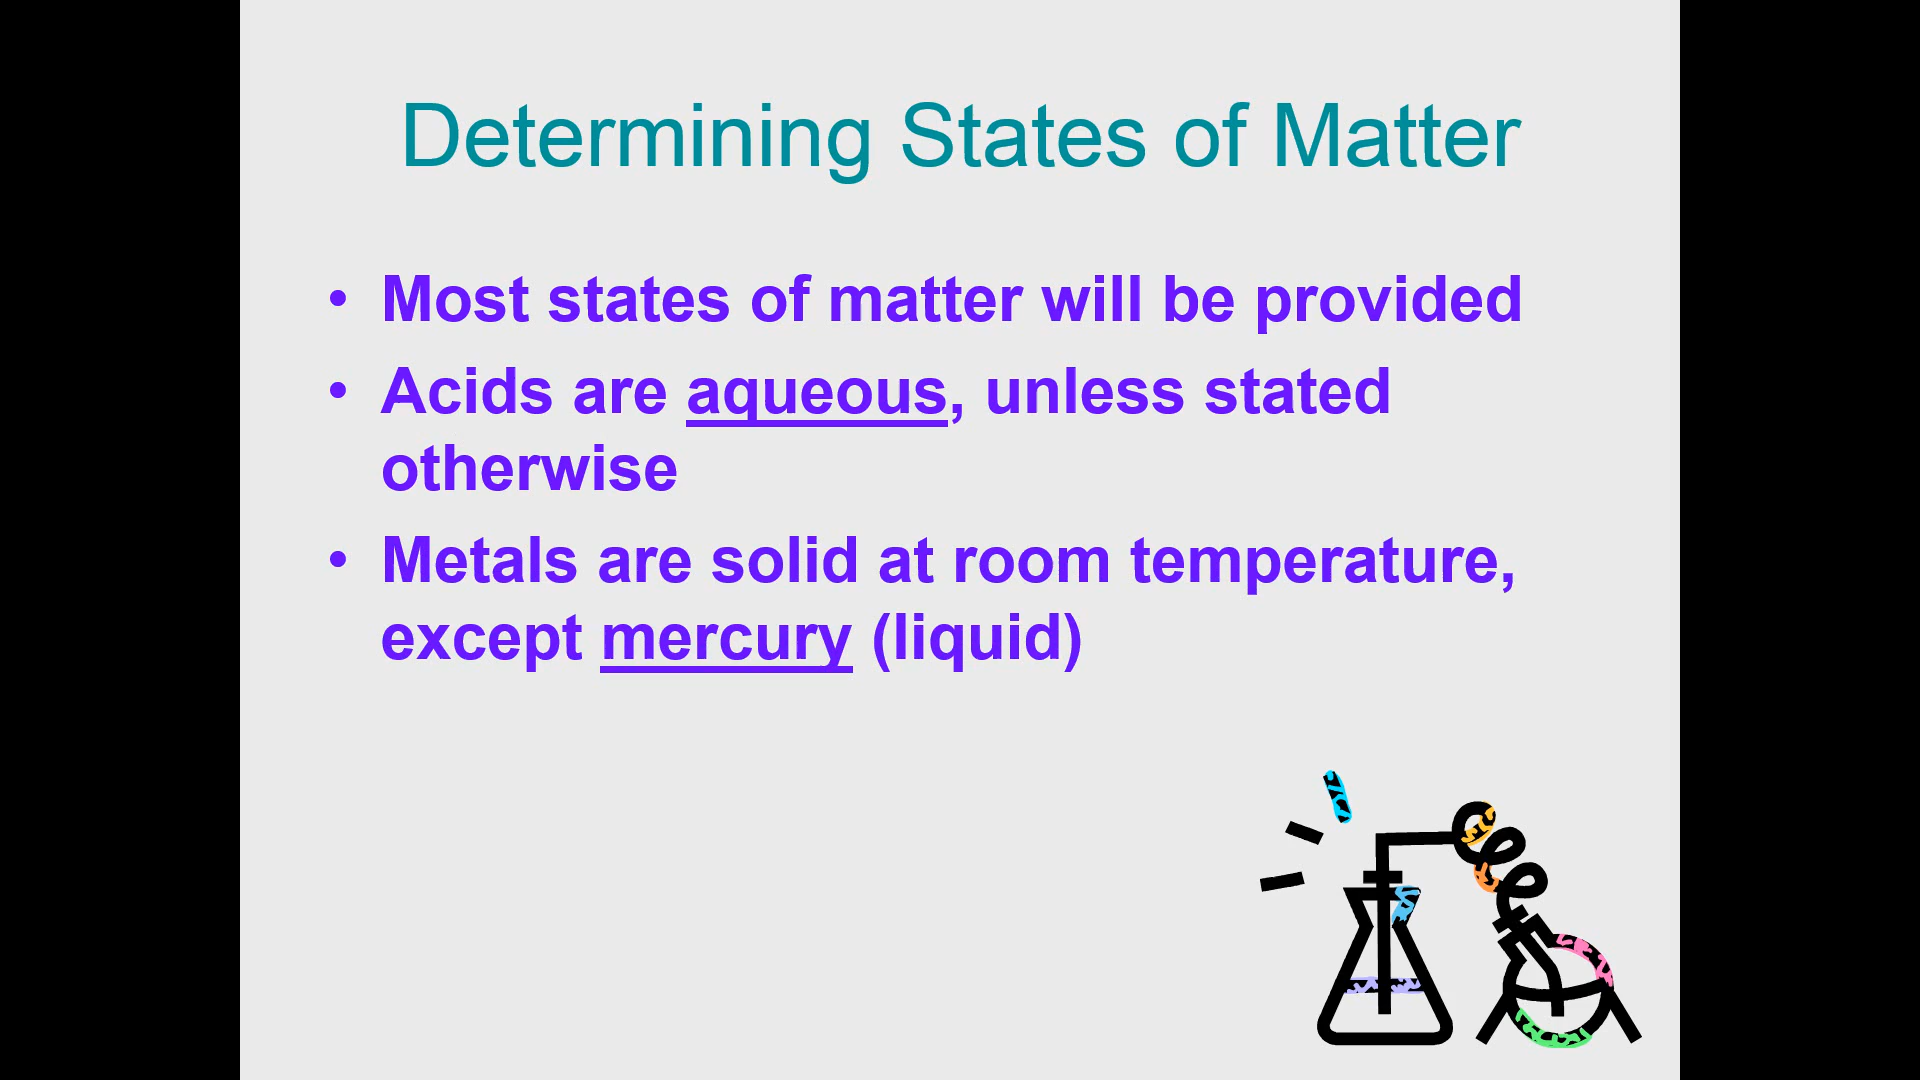 Determining States of Matter
• Most states of matter will be provided
• Acids are aqueous, unless stated
otherwise
• Metals are solid at room temperature,
except mercury (liquid)